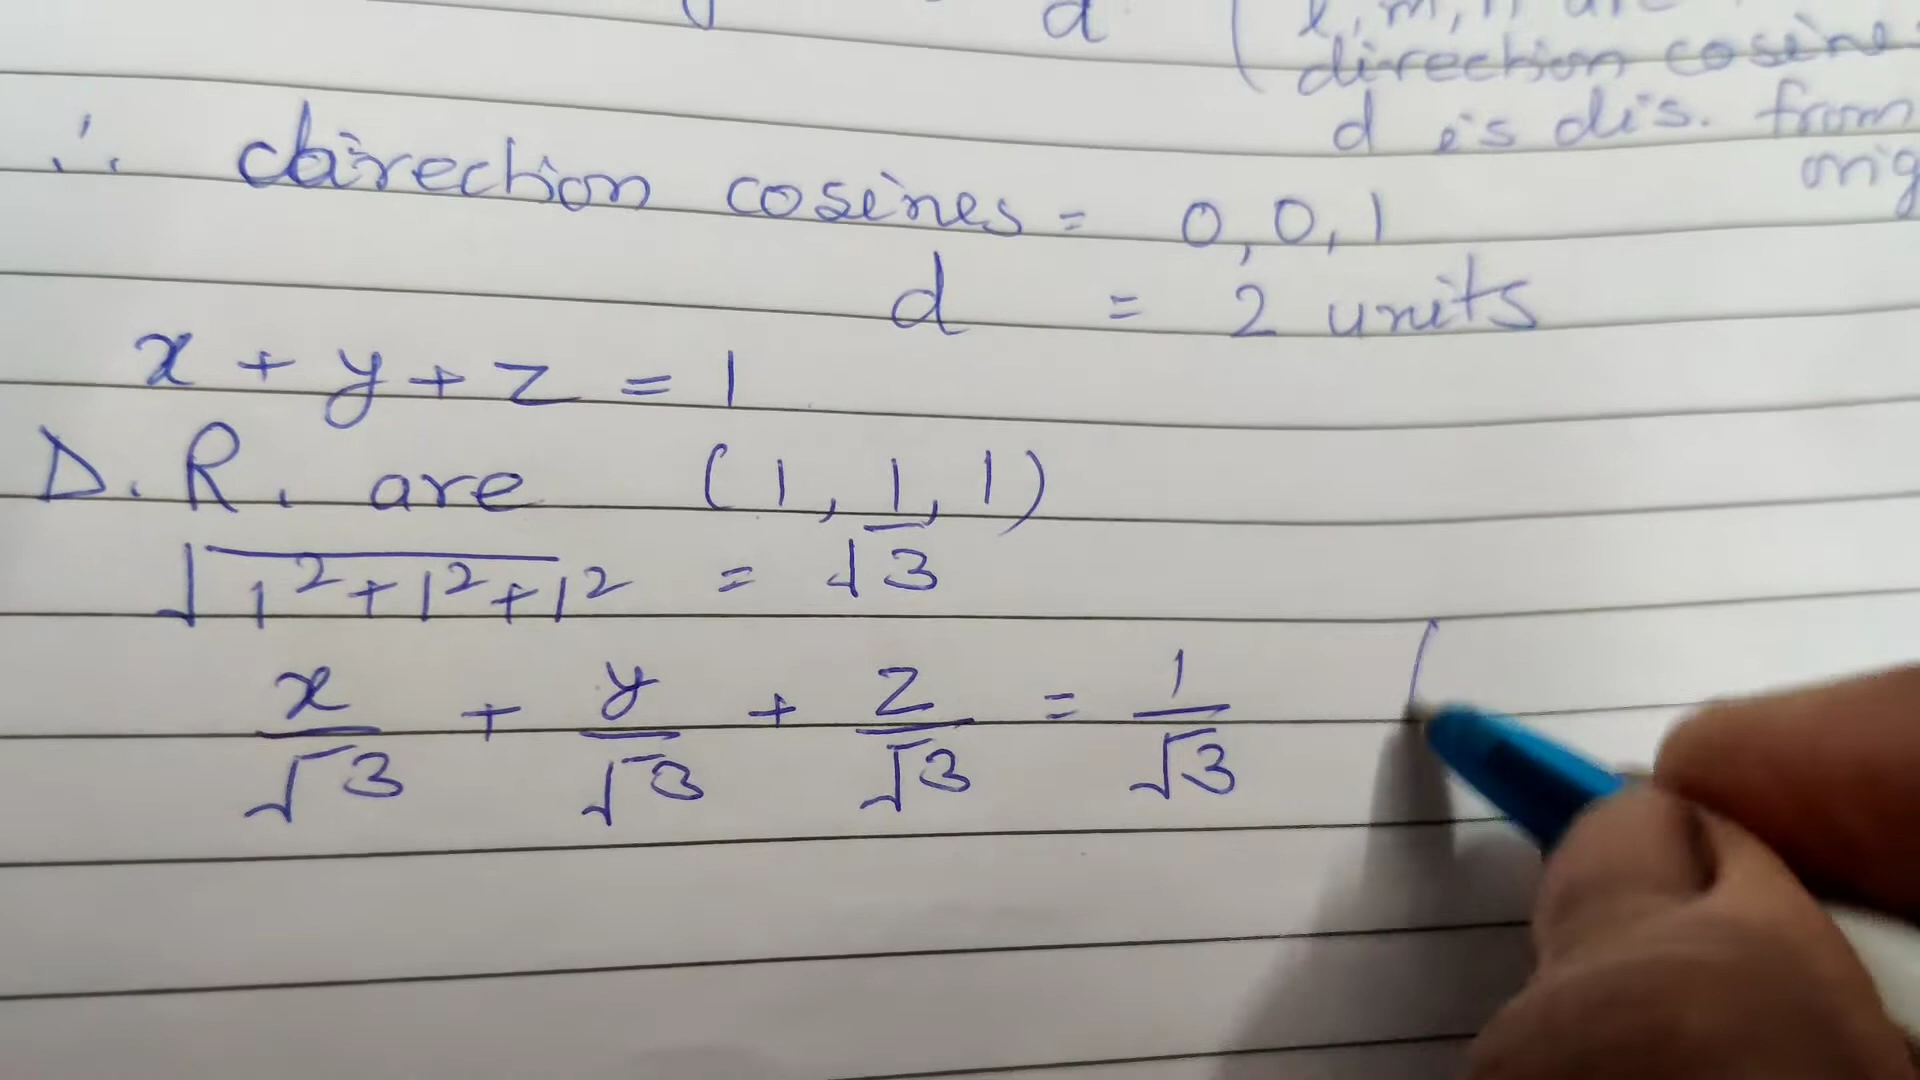 d (l, m, n are
direction cosine
d is dis. from
orig
∴ direction cosines = 0, 0, 1
d = 2 units
x + y + z = 1
D. R. are (1, 1, 1)
√1² + 1² + 1² = √3
x/√3 + y/√3 + z/√3 = 1/√3 (